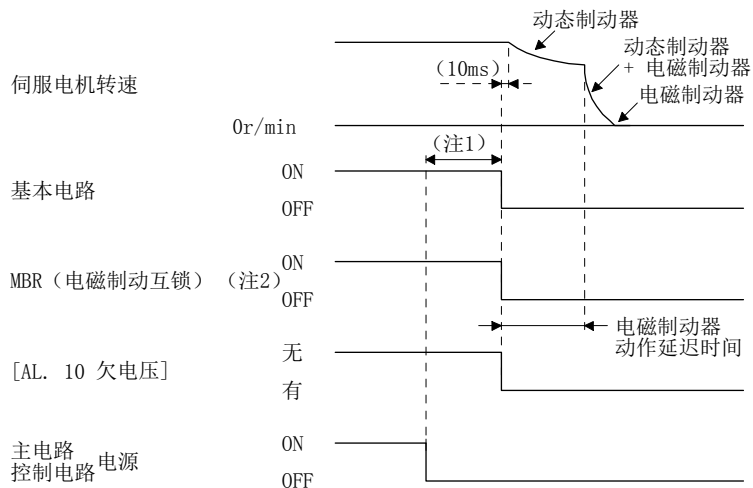 动态制动器
动态制动器
+ 电磁制动器
(10ms)
伺服电机转速
电磁制动器
0r/min
(注1)
ON
基本电路
OFF
ON
MBR（电磁制动互锁）（注2）
OFF
电磁制动器
动作延迟时间
无
[AL. 10 欠电压]
有
ON
主电路
控制电路
电源
OFF